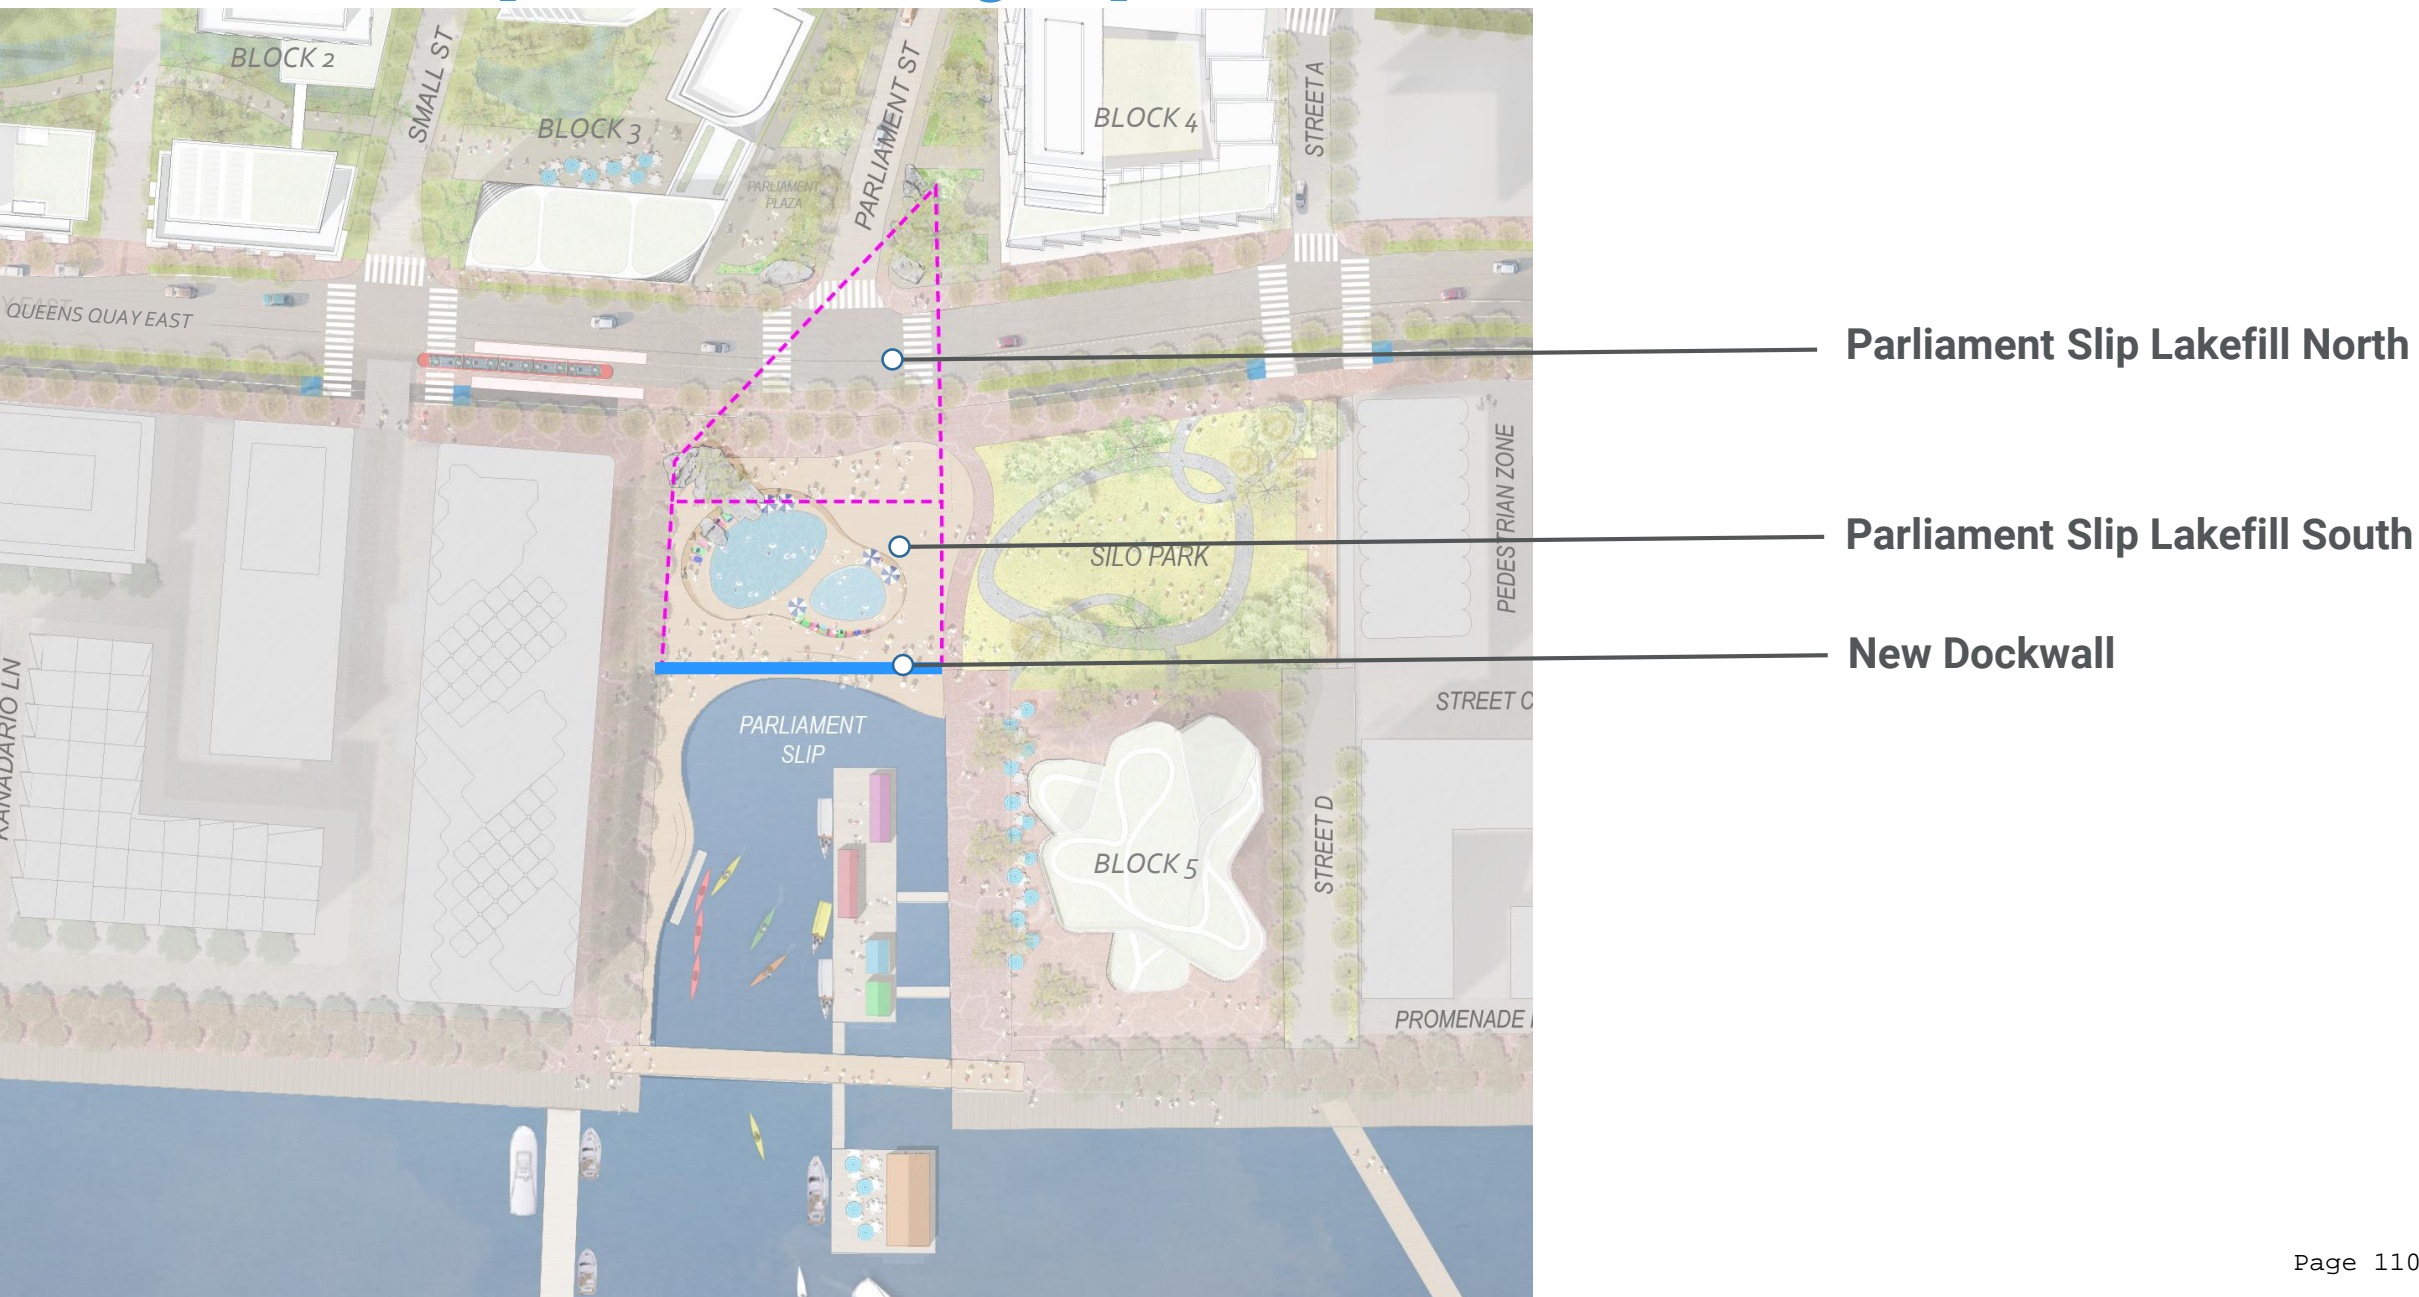 BLOCK 2
SMALL ST
BLOCK 3
PARLIAMENT ST
BLOCK 4
STREET A
PARLIAMENT
PLAZA
QUEENS QUAY EAST
Parliament Slip Lakefill North
PEDESTRIAN ZONE
Parliament Slip Lakefill South
SILO PARK
New Dockwall
KANADARIO LN
STREET C
PARLIAMENT
SLIP
STREET D
BLOCK 5
PROMENADE
Page 110